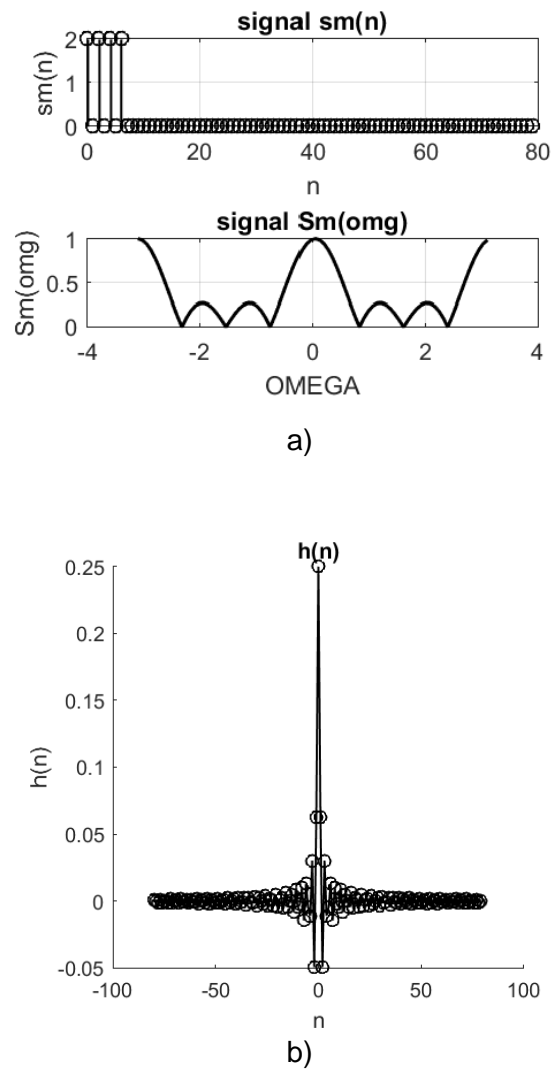 signal sm(n)
sm(n)
2
1
0
0 20 40 60 80
n
signal Sm(omg)
Sm(omg)
1
0.5
0
-4 -2 0 2 4
OMEGA
a)
h(n)
h(n)
0.25
0.2
0.15
0.1
0.05
0
-0.05
-100 -50 0 50 100
n
b)